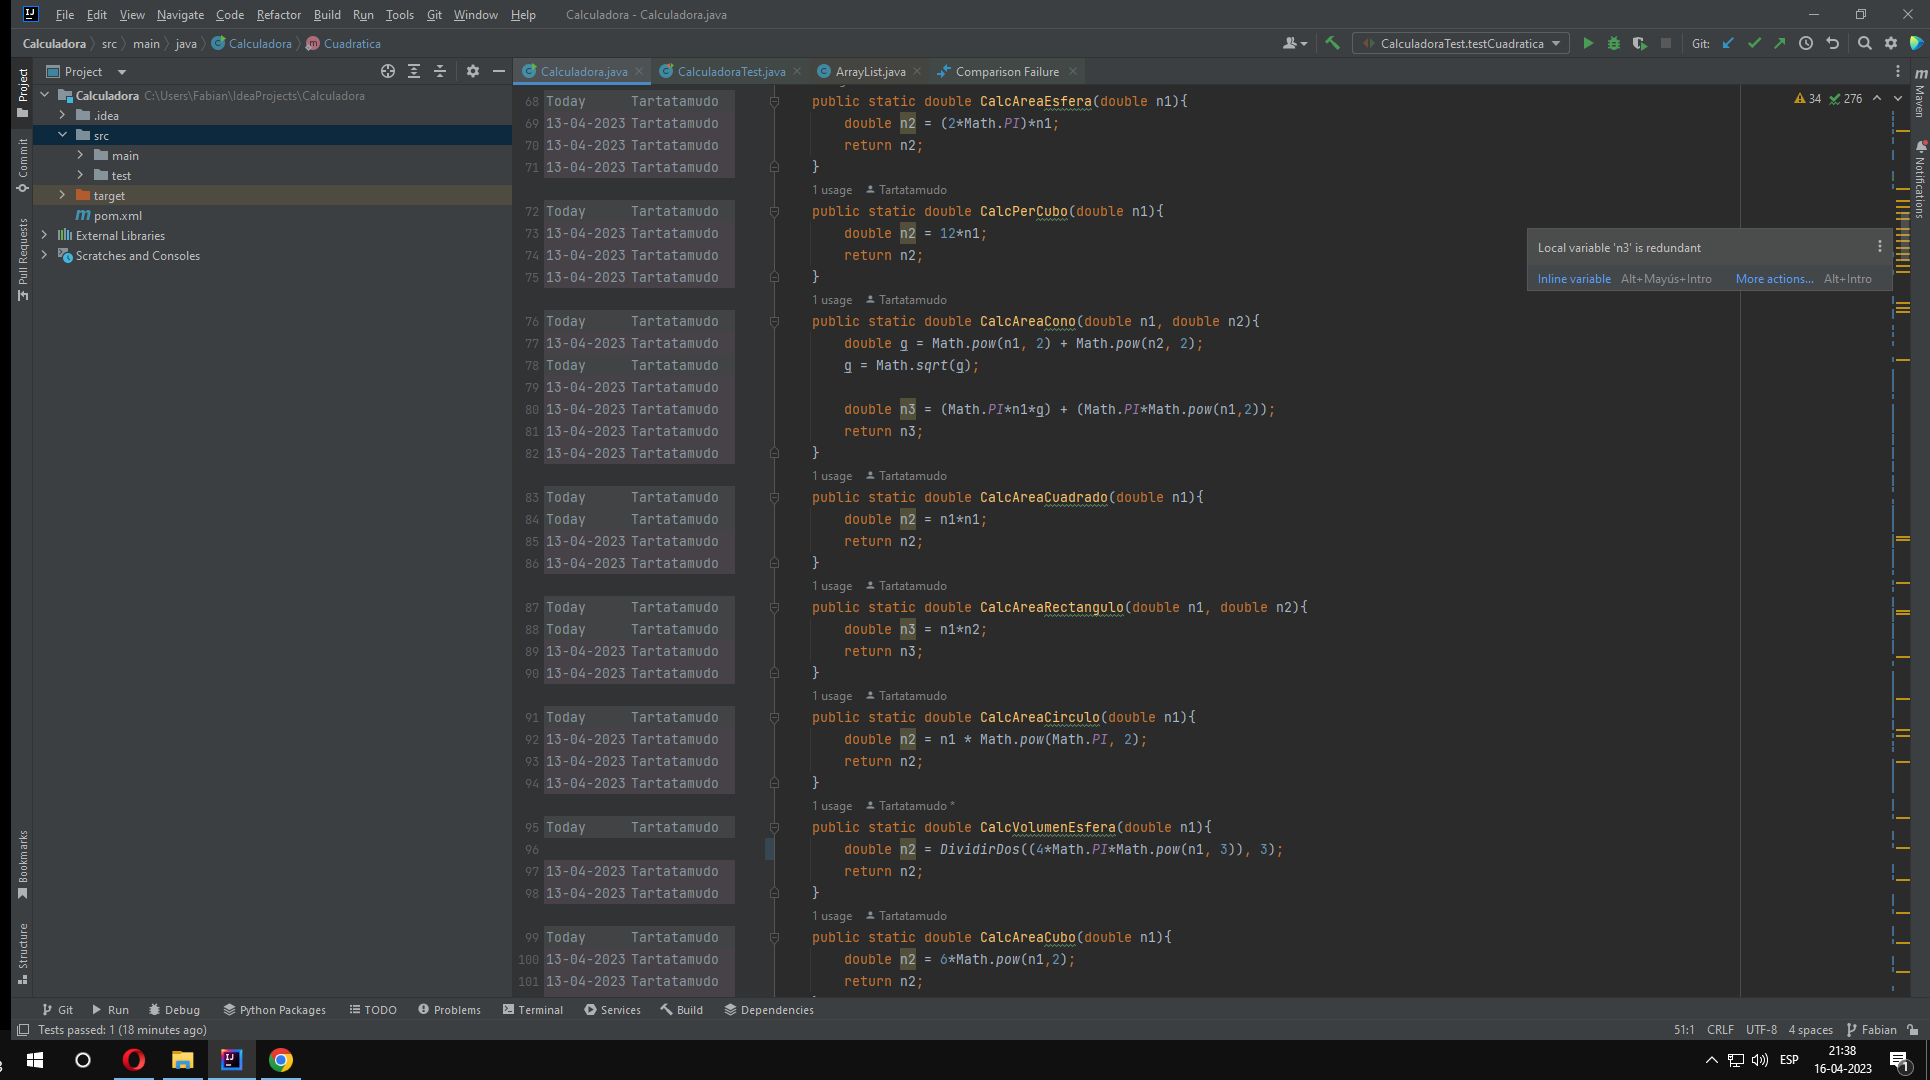 File Edit View Navigate Code Refactor Build Run Tools Git Window Help Calculadora - Calculadora.java
Calculadora src main java Calculadora Cuadratica CalculadoraTest.testCuadratica Git:
Project Calculadora.java CalculadoraTest.java ArrayList.java Comparison Failure
Calculadora C:\Users\Fabian\IdeaProjects\Calculadora
.idea
src
main
test
target
pom.xml
External Libraries
Scratches and Consoles
Project
Commit
Pull Requests
Bookmarks
Structure
Maven
Notifications
34 276
68 Today Tartatamudo public static double CalcAreaEsfera(double n1){
69 13-04-2023 Tartatamudo double n2 = (2*Math.PI)*n1;
70 13-04-2023 Tartatamudo return n2;
71 13-04-2023 Tartatamudo }
1 usage Tartatamudo
72 Today Tartatamudo public static double CalcPerCubo(double n1){
73 13-04-2023 Tartatamudo double n2 = 12*n1;
74 13-04-2023 Tartatamudo return n2;
75 13-04-2023 Tartatamudo }
1 usage Tartatamudo
76 Today Tartatamudo public static double CalcAreaCono(double n1, double n2){
77 13-04-2023 Tartatamudo double g = Math.pow(n1, 2) + Math.pow(n2, 2);
78 Today Tartatamudo g = Math.sqrt(g);
79 13-04-2023 Tartatamudo
80 13-04-2023 Tartatamudo double n3 = (Math.PI*n1*g) + (Math.PI*Math.pow(n1,2));
81 13-04-2023 Tartatamudo return n3;
82 13-04-2023 Tartatamudo }
1 usage Tartatamudo
83 Today Tartatamudo public static double CalcAreaCuadrado(double n1){
84 Today Tartatamudo double n2 = n1*n1;
85 13-04-2023 Tartatamudo return n2;
86 13-04-2023 Tartatamudo }
1 usage Tartatamudo
87 Today Tartatamudo public static double CalcAreaRectangulo(double n1, double n2){
88 Today Tartatamudo double n3 = n1*n2;
89 13-04-2023 Tartatamudo return n3;
90 13-04-2023 Tartatamudo }
1 usage Tartatamudo
91 Today Tartatamudo public static double CalcAreaCirculo(double n1){
92 13-04-2023 Tartatamudo double n2 = n1 * Math.pow(Math.PI, 2);
93 13-04-2023 Tartatamudo return n2;
94 13-04-2023 Tartatamudo }
1 usage Tartatamudo *
95 Today Tartatamudo public static double CalcVolumenEsfera(double n1){
96 double n2 = DividirDos((4*Math.PI*Math.pow(n1, 3)), 3);
97 13-04-2023 Tartatamudo return n2;
98 13-04-2023 Tartatamudo }
1 usage Tartatamudo
99 Today Tartatamudo public static double CalcAreaCubo(double n1){
100 13-04-2023 Tartatamudo double n2 = 6*Math.pow(n1,2);
101 13-04-2023 Tartatamudo return n2;
Local variable 'n3' is redundant
Inline variable Alt+Mayús+Intro More actions... Alt+Intro
Git Run Debug Python Packages TODO Problems Terminal Services Build Dependencies
Tests passed: 1 (18 minutes ago) 51:1 CRLF UTF-8 4 spaces Fabian
ESP 21:38
16-04-2023 1